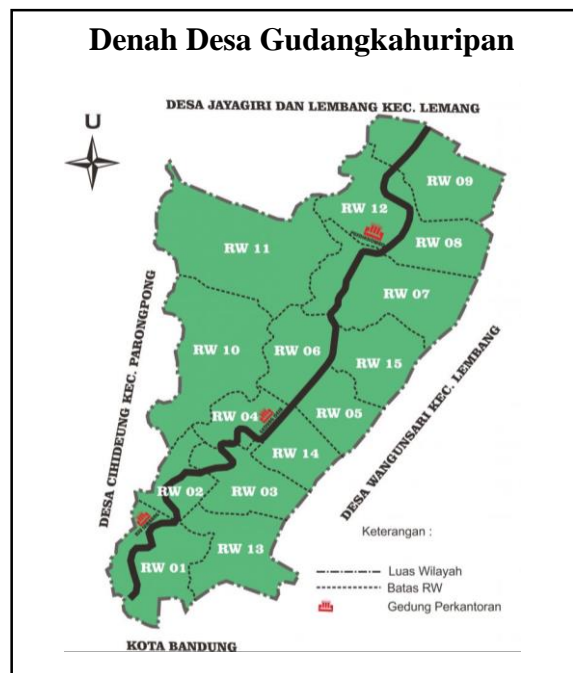 Denah Desa Gudangkahuripan
DESA JAYAGIRI DAN LEMBANG KEC. LEMANG
U
RW 09
RW 12
RW 08
RW 11
RW 07
RW 06
RW 15
RW 10
RW 04
RW 05
RW 14
RW 02
RW 03
RW 13
RW 01
DESA CIHIDEUNG KEC. PARONGPONG
DESA WANGUNSARI KEC. LEMBANG
KOTA BANDUNG
Keterangan :
Luas Wilayah
Batas RW
Gedung Perkantoran